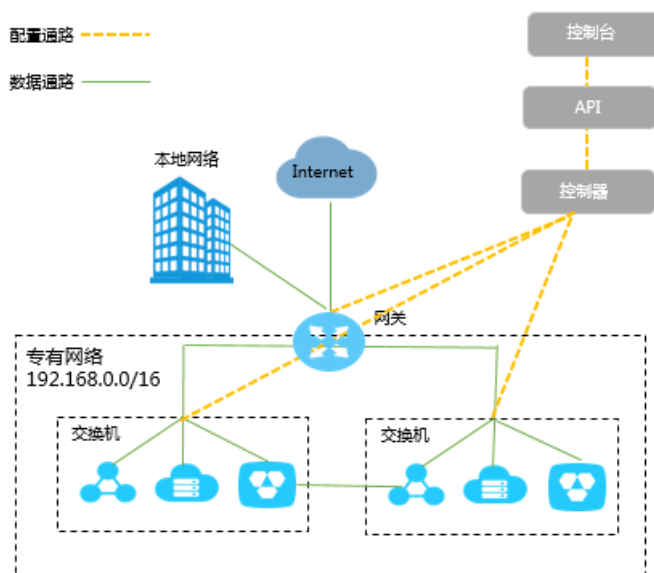 配置通路
数据通路
控制台
API
控制器
本地网络
Internet
网关
专有网络
192.168.0.0/16
交换机
交换机